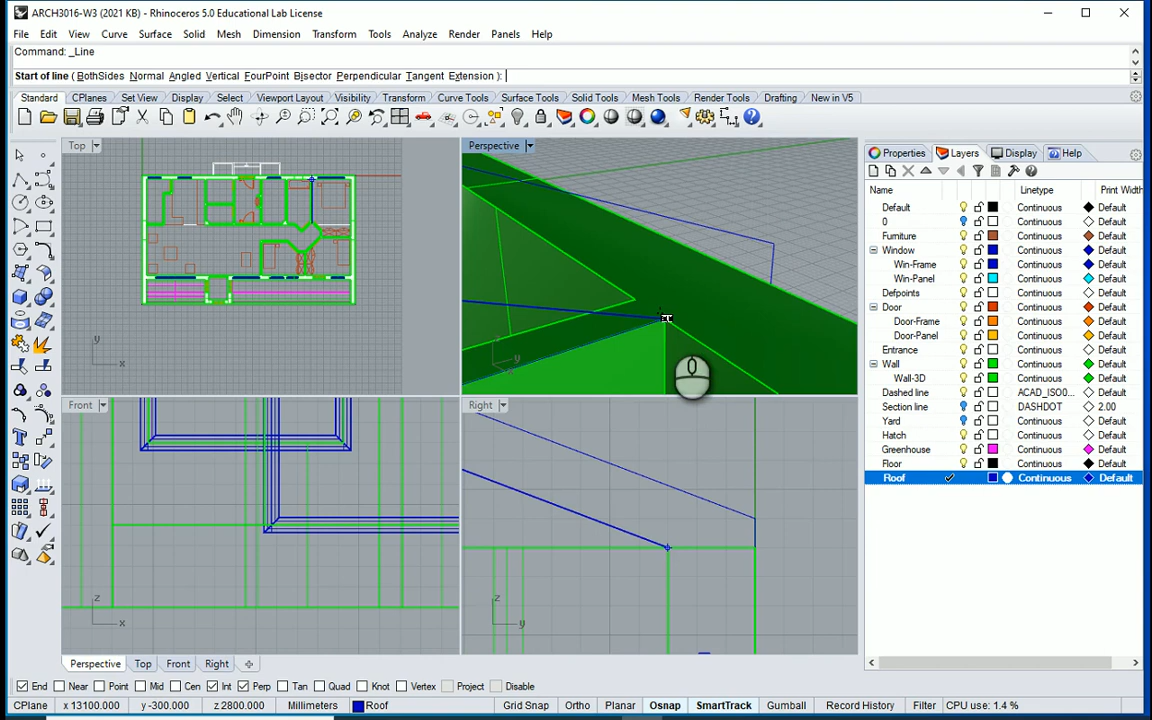 ARCH3016-W3 (2021 KB) - Rhinoceros 5.0 Educational Lab License
File Edit View Curve Surface Solid Mesh Dimension Transform Tools Analyze Render Panels Help
Command: _Line
Start of line ( BothSides Normal Angled Vertical FourPoint Bisector Perpendicular Tangent Extension ):
Standard CPlanes Set View Display Select Viewport Layout Visibility Transform Curve Tools Surface Tools Solid Tools Mesh Tools Render Tools Drafting New in V5
Top
Perspective
Properties Layers Display Help
Name Linetype Print Width
Default Continuous Default
0 Continuous Default
Furniture Continuous Default
Window Continuous Default
Win-Frame Continuous Default
Win-Panel Continuous Default
Defpoints Continuous Default
Door Continuous Default
Door-Frame Continuous Default
Door-Panel Continuous Default
Entrance Continuous Default
Wall Continuous Default
Wall-3D Continuous Default
Dashed line ACAD_ISO0... Default
Section line DASHDOT 2.00
Yard Continuous Default
Hatch Continuous Default
Greenhouse Continuous Default
Floor Continuous Default
Roof Continuous Default
y
x
y
Front
Right
z
x
z
y
Perspective Top Front Right
End Near Point Mid Cen Int Perp Tan Quad Knot Vertex Project Disable
CPlane x 13100.000 y -300.000 z.2800.000 Millimeters Roof Grid Snap Ortho Planar Osnap SmartTrack Gumball Record History Filter CPU use: 1.4 %